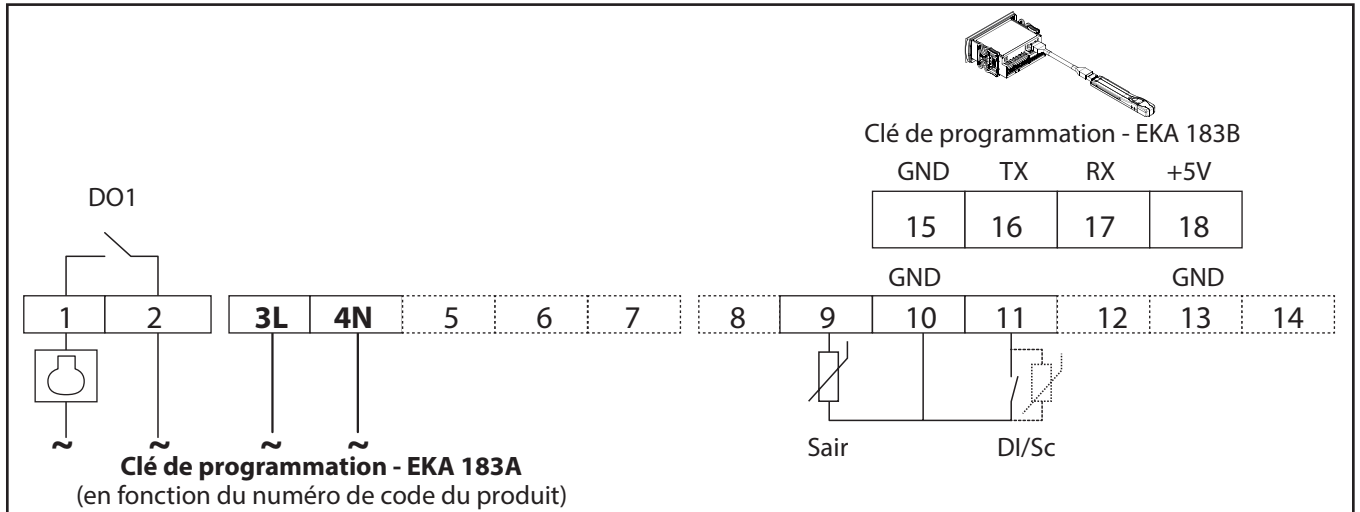 Clé de programmation - EKA 183B
GND TX RX +5V
DO1
15 16 17 18
GND GND
1 2 3L 4N 5 6 7 8 9 10 11 12 13 14
~ ~ ~ ~
Sair DI/Sc
Clé de programmation - EKA 183A
(en fonction du numéro de code du produit)